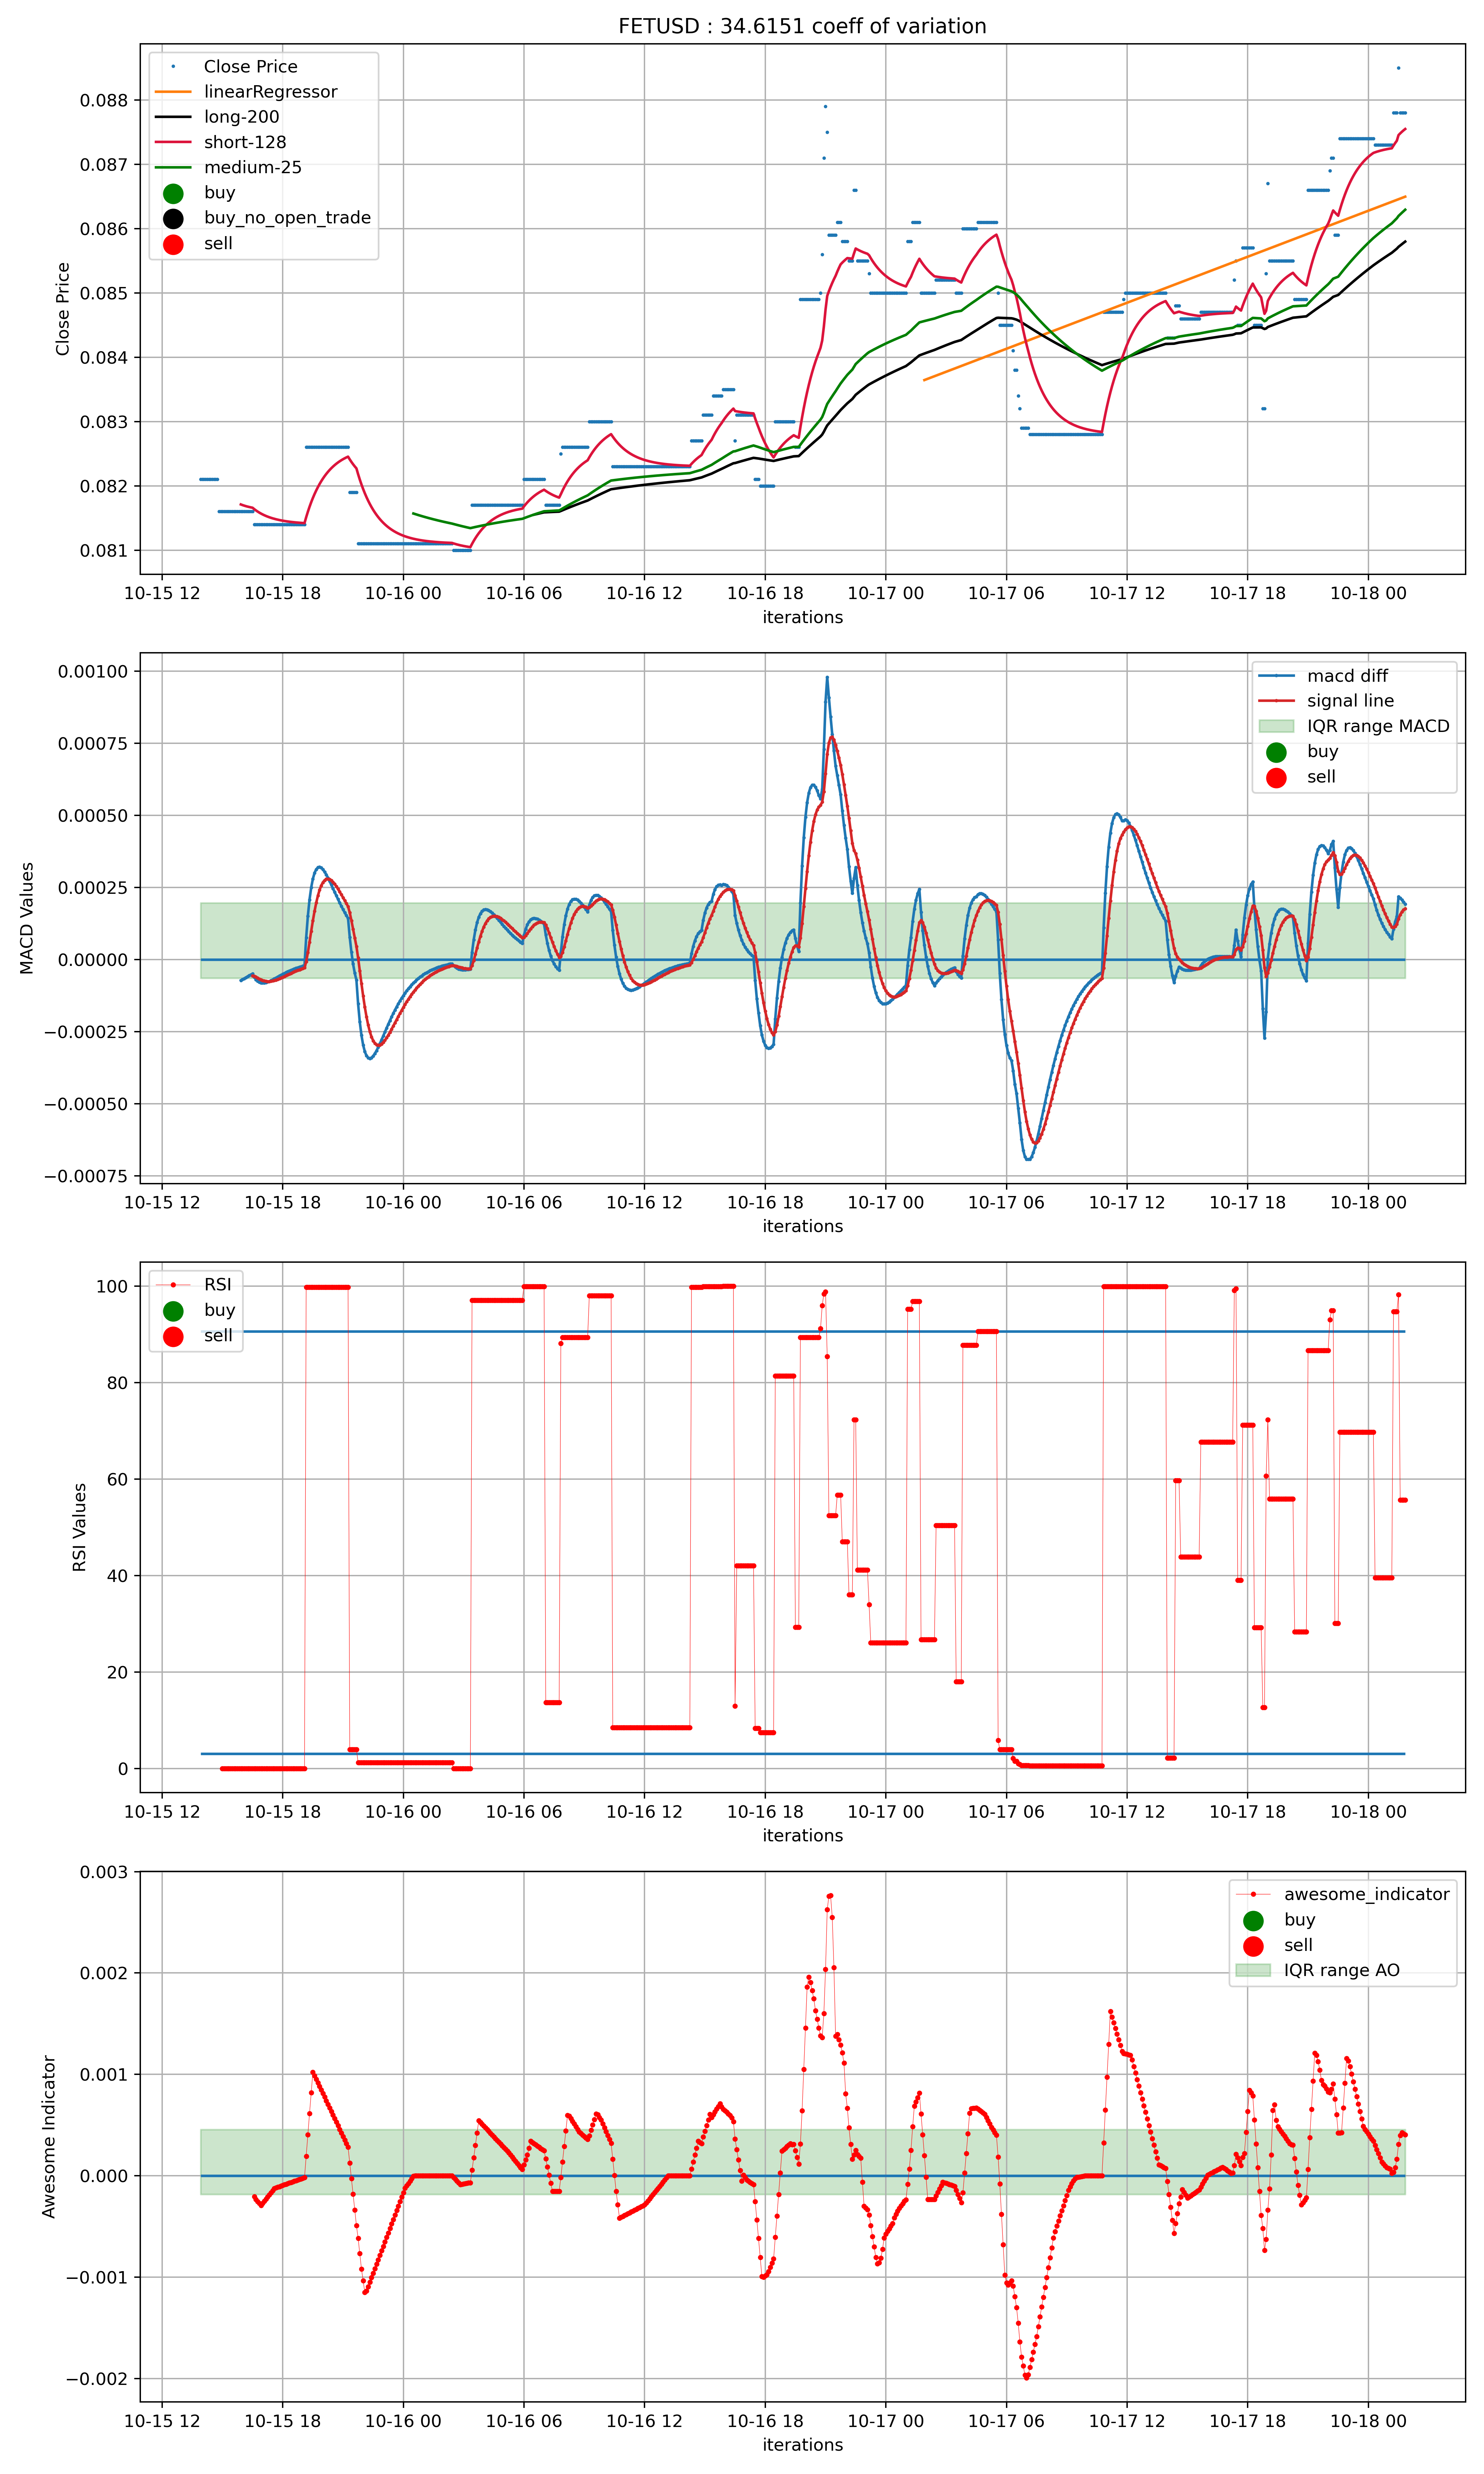 FETUSD : 34.6151 coeff of variation
Close Price
linearRegressor
long-200
short-128
medium-25
buy
buy_no_open_trade
sell
Close Price
0.088
0.087
0.086
0.085
0.084
0.083
0.082
0.081
10-15 12 10-15 18 10-16 00 10-16 06 10-16 12 10-16 18 10-17 00 10-17 06 10-17 12 10-17 18 10-18 00
iterations
macd diff
signal line
IQR range MACD
buy
sell
MACD Values
0.00100
0.00075
0.00050
0.00025
0.00000
−0.00025
−0.00050
−0.00075
10-15 12 10-15 18 10-16 00 10-16 06 10-16 12 10-16 18 10-17 00 10-17 06 10-17 12 10-17 18 10-18 00
iterations
RSI
buy
sell
RSI Values
100
80
60
40
20
0
10-15 12 10-15 18 10-16 00 10-16 06 10-16 12 10-16 18 10-17 00 10-17 06 10-17 12 10-17 18 10-18 00
iterations
awesome_indicator
buy
sell
IQR range AO
Awesome Indicator
0.003
0.002
0.001
0.000
−0.001
−0.002
10-15 12 10-15 18 10-16 00 10-16 06 10-16 12 10-16 18 10-17 00 10-17 06 10-17 12 10-17 18 10-18 00
iterations